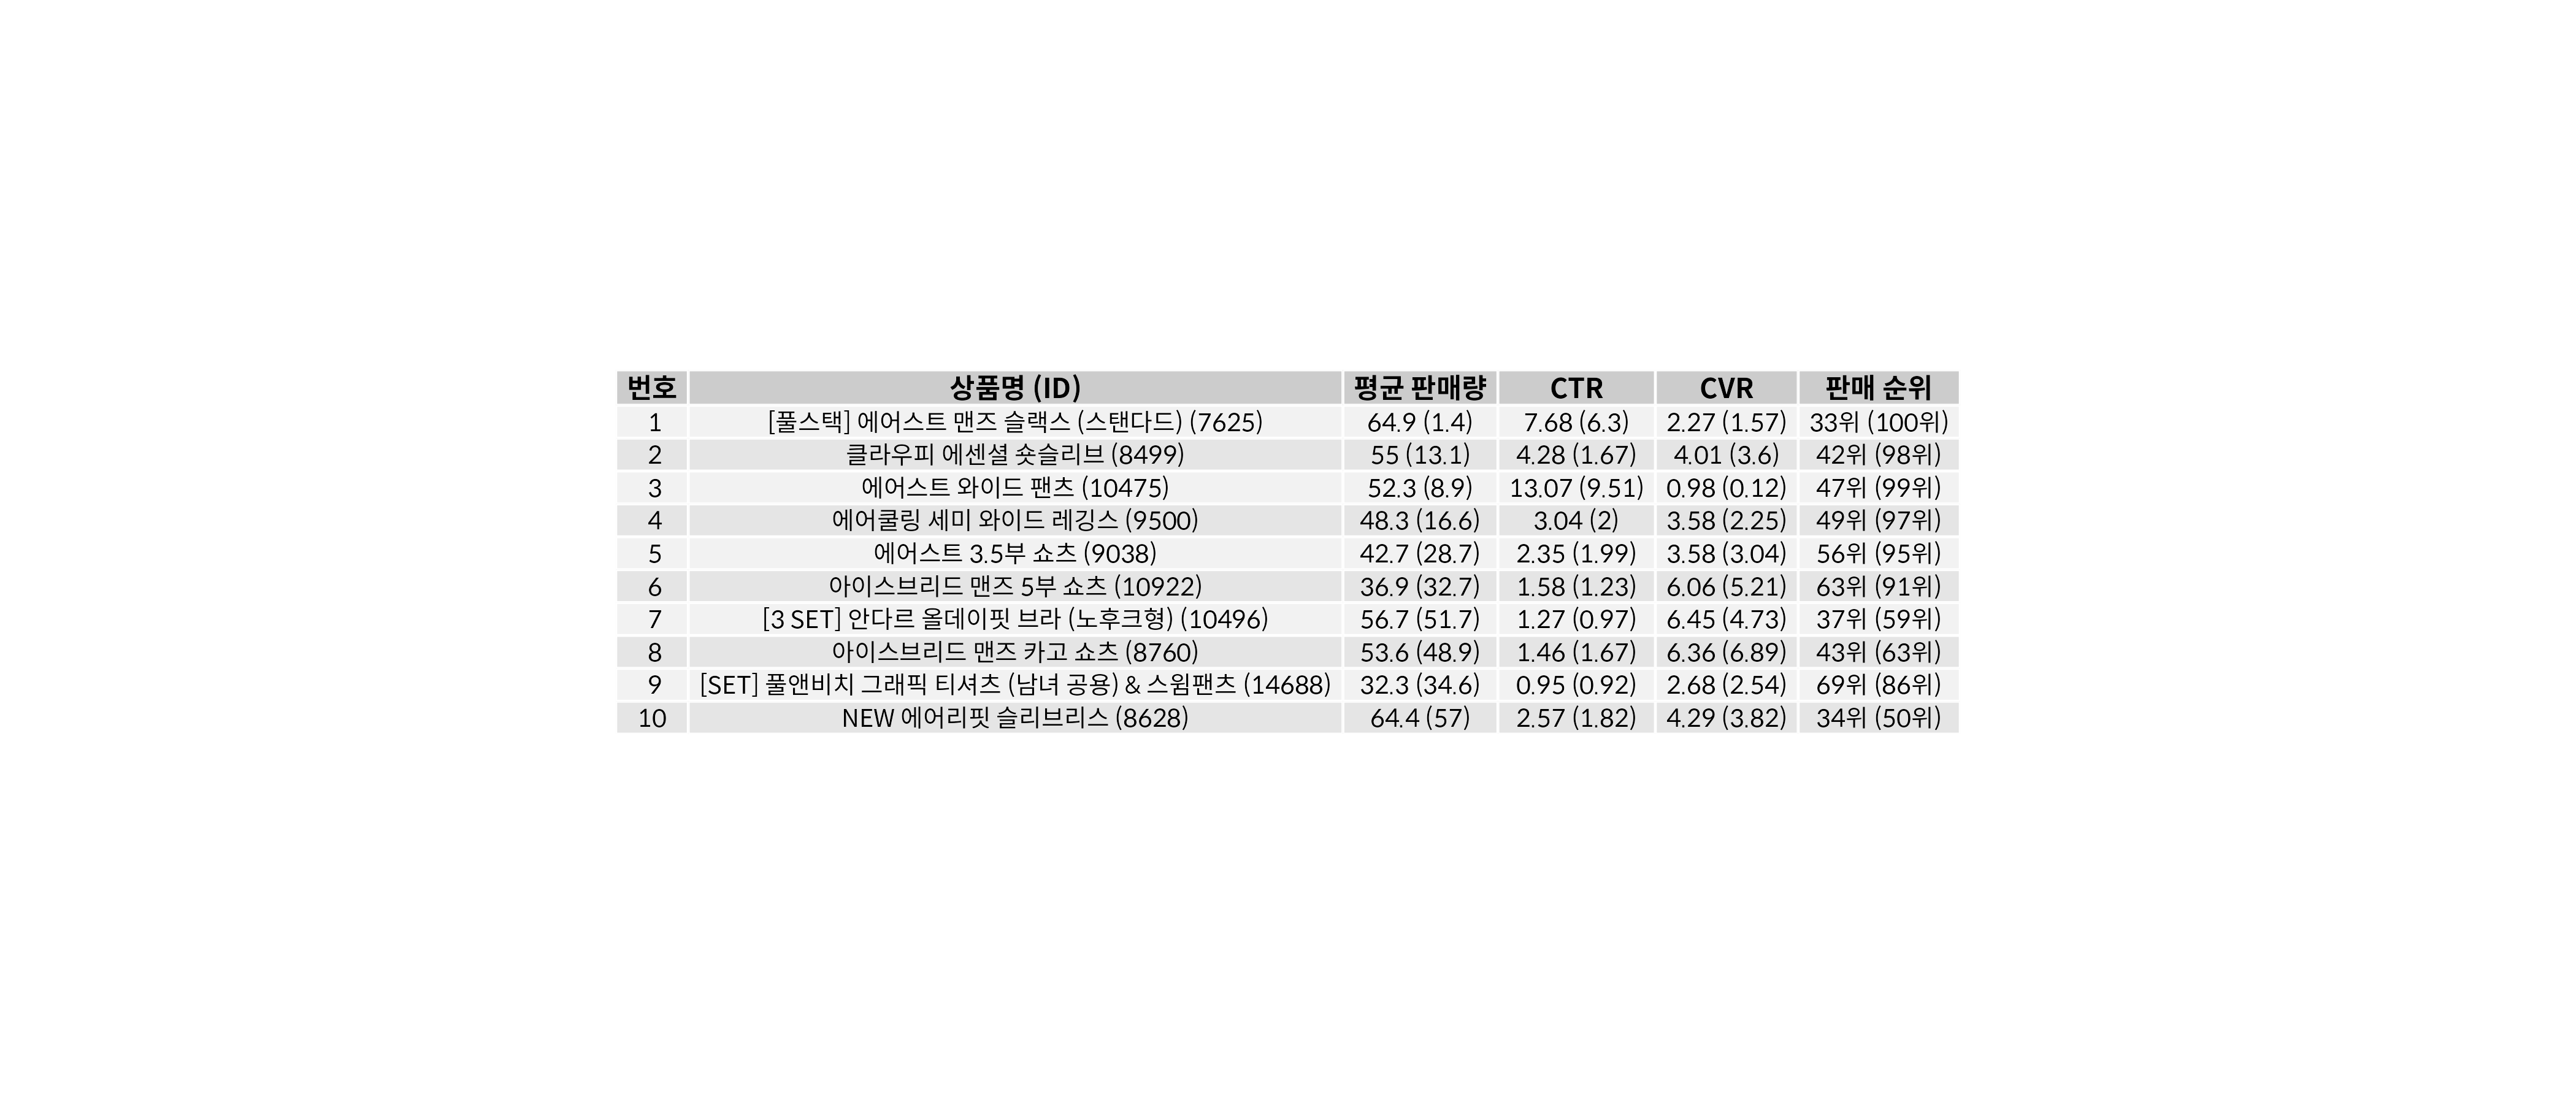 번호 상품명 (ID) 평균 판매량 CTR CVR 판매 순위
1 [풀스택] 에어스트 맨즈 슬랙스 (스탠다드) (7625) 64.9 (1.4) 7.68 (6.3) 2.27 (1.57) 33위 (100위)
2 클라우피 에센셜 숏슬리브 (8499) 55 (13.1) 4.28 (1.67) 4.01 (3.6) 42위 (98위)
3 에어스트 와이드 팬츠 (10475) 52.3 (8.9) 13.07 (9.51) 0.98 (0.12) 47위 (99위)
4 에어쿨링 세미 와이드 레깅스 (9500) 48.3 (16.6) 3.04 (2) 3.58 (2.25) 49위 (97위)
5 에어스트 3.5부 쇼츠 (9038) 42.7 (28.7) 2.35 (1.99) 3.58 (3.04) 56위 (95위)
6 아이스브리드 맨즈 5부 쇼츠 (10922) 36.9 (32.7) 1.58 (1.23) 6.06 (5.21) 63위 (91위)
7 [3 SET] 안다르 올데이핏 브라 (노후크형) (10496) 56.7 (51.7) 1.27 (0.97) 6.45 (4.73) 37위 (59위)
8 아이스브리드 맨즈 카고 쇼츠 (8760) 53.6 (48.9) 1.46 (1.67) 6.36 (6.89) 43위 (63위)
9 [SET] 풀앤비치 그래픽 티셔츠 (남녀 공용) & 스윔팬츠 (14688) 32.3 (34.6) 0.95 (0.92) 2.68 (2.54) 69위 (86위)
10 NEW 에어리핏 슬리브리스 (8628) 64.4 (57) 2.57 (1.82) 4.29 (3.82) 34위 (50위)